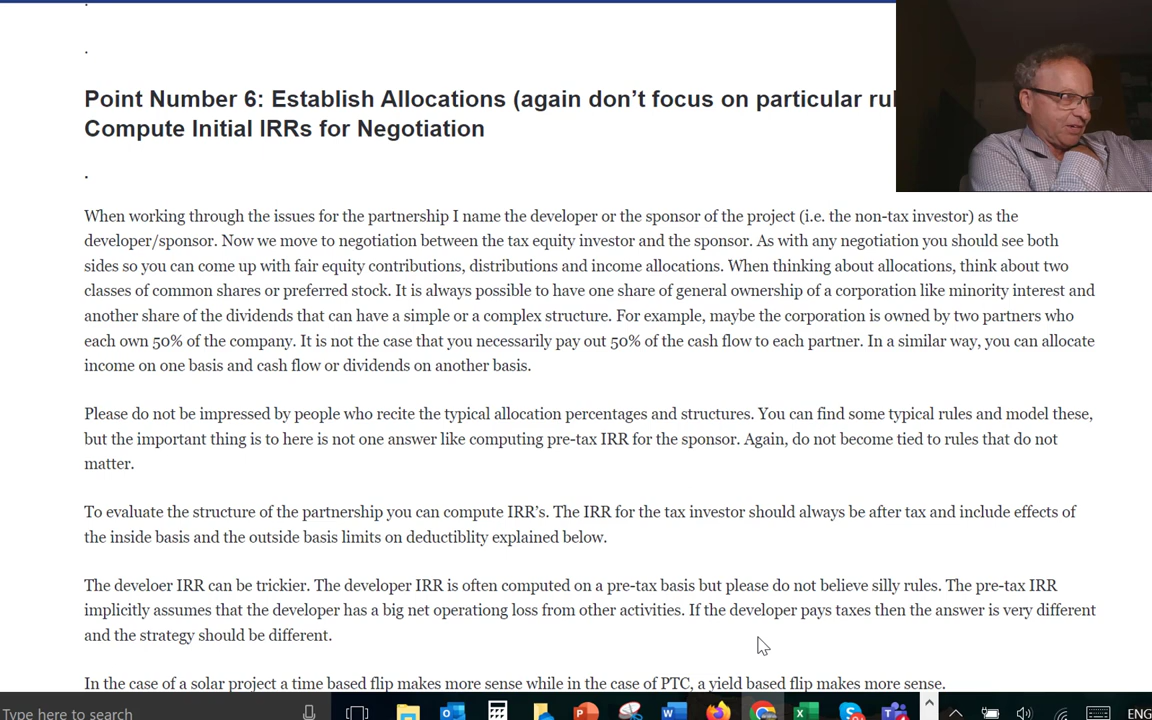 Point Number 6: Establish Allocations (again don’t focus on particular rul
Compute Initial IRRs for Negotiation
When working through the issues for the partnership I name the developer or the sponsor of the project (i.e. the non-tax investor) as the
developer/sponsor. Now we move to negotiation between the tax equity investor and the sponsor. As with any negotiation you should see both
sides so you can come up with fair equity contributions, distributions and income allocations. When thinking about allocations, think about two
classes of common shares or preferred stock. It is always possible to have one share of general ownership of a corporation like minority interest and
another share of the dividends that can have a simple or a complex structure. For example, maybe the corporation is owned by two partners who
each own 50% of the company. It is not the case that you necessarily pay out 50% of the cash flow to each partner. In a similar way, you can allocate
income on one basis and cash flow or dividends on another basis.
Please do not be impressed by people who recite the typical allocation percentages and structures. You can find some typical rules and model these,
but the important thing is to here is not one answer like computing pre-tax IRR for the sponsor. Again, do not become tied to rules that do not
matter.
To evaluate the structure of the partnership you can compute IRR’s. The IRR for the tax investor should always be after tax and include effects of
the inside basis and the outside basis limits on deductiblity explained below.
The develoer IRR can be trickier. The developer IRR is often computed on a pre-tax basis but please do not believe silly rules. The pre-tax IRR
implicitly assumes that the developer has a big net operationg loss from other activities. If the developer pays taxes then the answer is very different
and the strategy should be different.
In the case of a solar project a time based flip makes more sense while in the case of PTC, a yield based flip makes more sense.
Type here to search
ENG